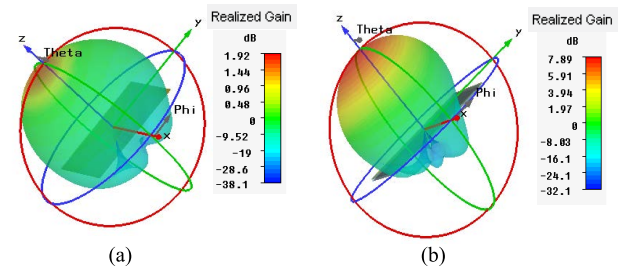 z
Theta
y
Phi
x
Realized Gain
dB
1.92
1.44
0.96
0.48
0
-9.52
-19
-28.6
-38.1
(a)
z
Theta
y
Phi
x
Realized Gain
dB
7.89
5.91
3.94
1.97
0
-8.03
-16.1
-24.1
-32.1
(b)